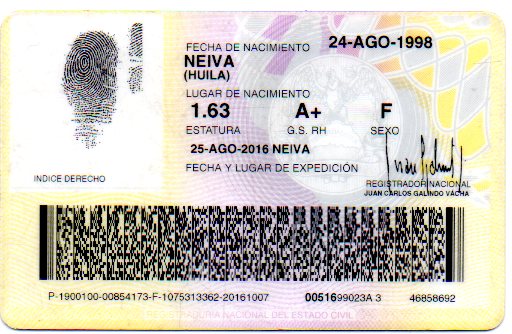 FECHA DE NACIMIENTO 24-AGO-1998
NEIVA
(HUILA)
LUGAR DE NACIMIENTO
1.63 A+ F
ESTATURA G.S. RH SEXO
25-AGO-2016 NEIVA
FECHA Y LUGAR DE EXPEDICIÓN
INDICE DERECHO
REGISTRADOR NACIONAL
JUAN CARLOS GALINDO VACHA
P-1900100-00854173-F-1075313362-20161007 0051699023A 3 46858692
REGISTRADURIA NACIONAL DEL ESTADO CIVIL